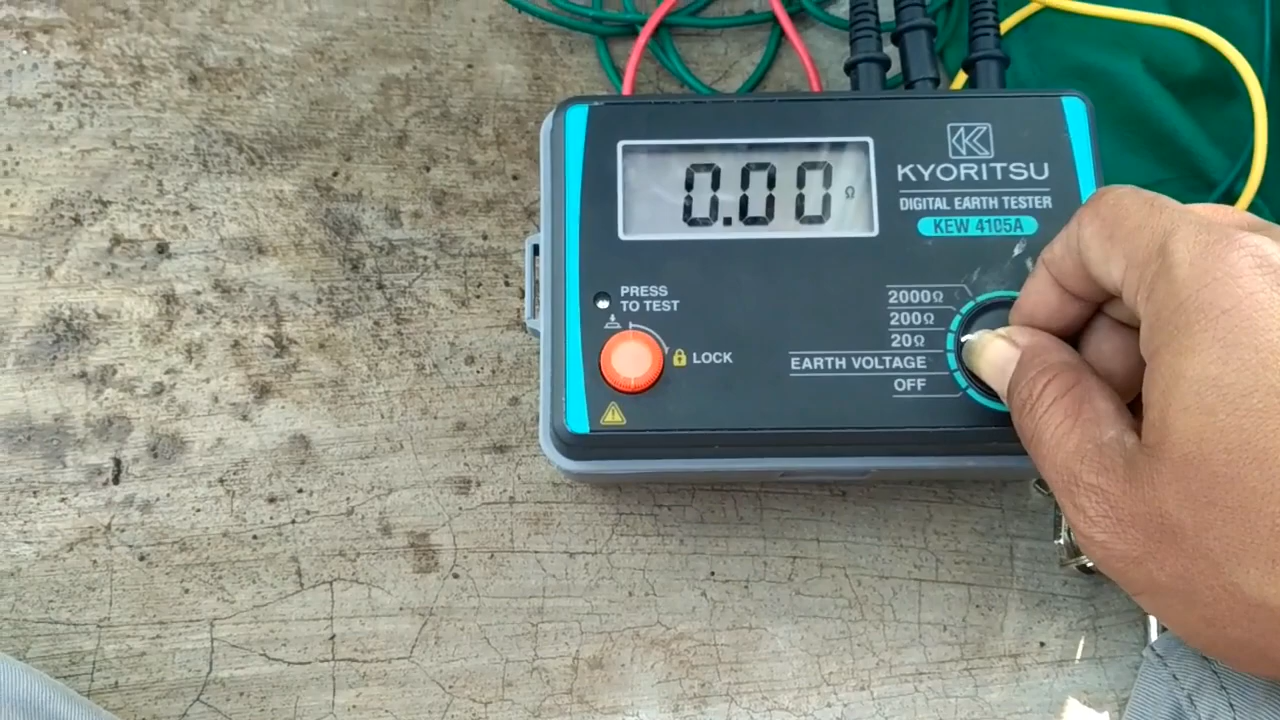 0.00 Ω
KYORITSU
DIGITAL EARTH TESTER
KEW 4105A
PRESS
TO TEST
LOCK
2000Ω
200Ω
20Ω
EARTH VOLTAGE
OFF